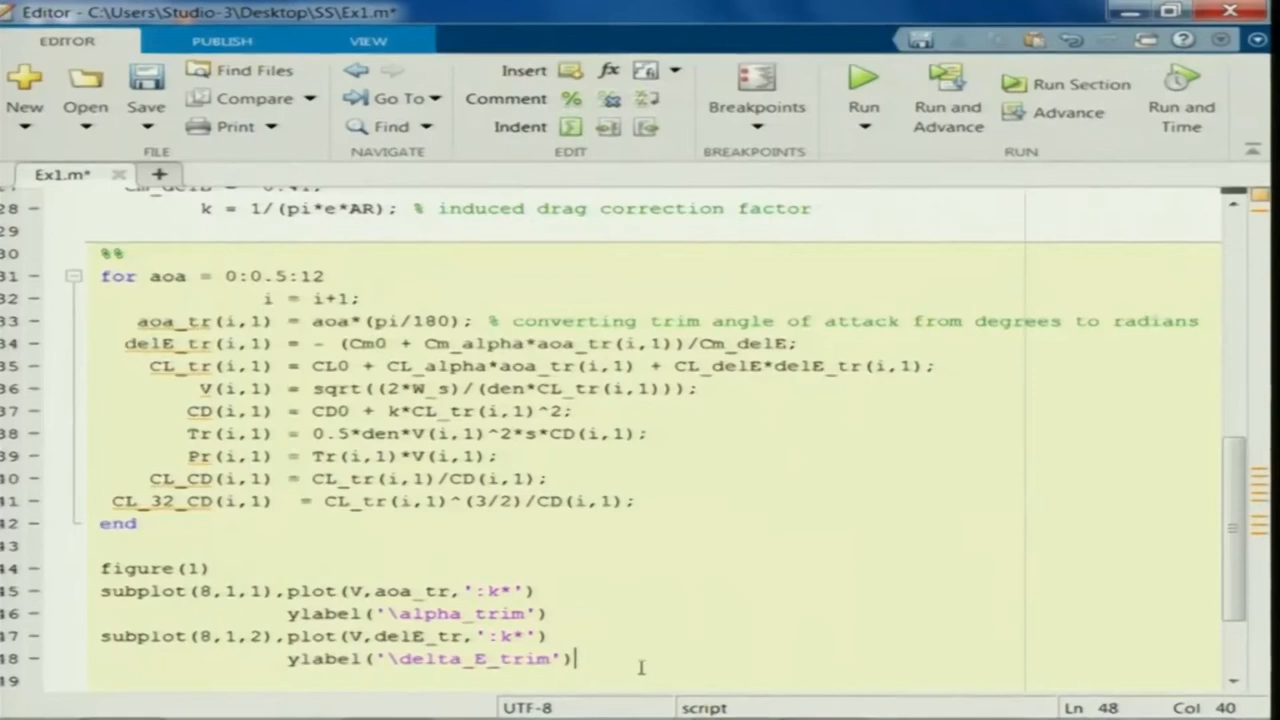 Editor - C:\Users\Studio-3\Desktop\SS\Ex1.m*
EDITOR PUBLISH VIEW
Find Files Insert fx
Compare Go To Comment Run Section
New Open Save Print Find Indent Breakpoints Run Run and Advance Advance Run and Time
FILE NAVIGATE EDIT BREAKPOINTS RUN
Ex1.m*
28 – k = 1/(pi*e*AR); % induced drag correction factor
29
30 %%
31 – for aoa = 0:0.5:12
32 – i = i+1;
33 – aoa_tr(i,1) = aoa*(pi/180); % converting trim angle of attack from degrees to radians
34 – delE_tr(i,1) = - (Cm0 + Cm_alpha*aoa_tr(i,1))/Cm_delE;
35 – CL_tr(i,1) = CL0 + CL_alpha*aoa_tr(i,1) + CL_delE*delE_tr(i,1);
36 – V(i,1) = sqrt((2*W_s)/(den*CL_tr(i,1)));
37 – CD(i,1) = CD0 + k*CL_tr(i,1)^2;
38 – Tr(i,1) = 0.5*den*V(i,1)^2*s*CD(i,1);
39 – Pr(i,1) = Tr(i,1)*V(i,1);
40 – CL_CD(i,1) = CL_tr(i,1)/CD(i,1);
41 – CL_32_CD(i,1) = CL_tr(i,1)^(3/2)/CD(i,1);
42 – end
43
44 – figure(1)
45 – subplot(8,1,1),plot(V,aoa_tr,':k*')
46 – ylabel('\alpha_trim')
47 – subplot(8,1,2),plot(V,delE_tr,':k*')
48 – ylabel('\delta_E_trim')
49
UTF-8 script Ln 48 Col 40